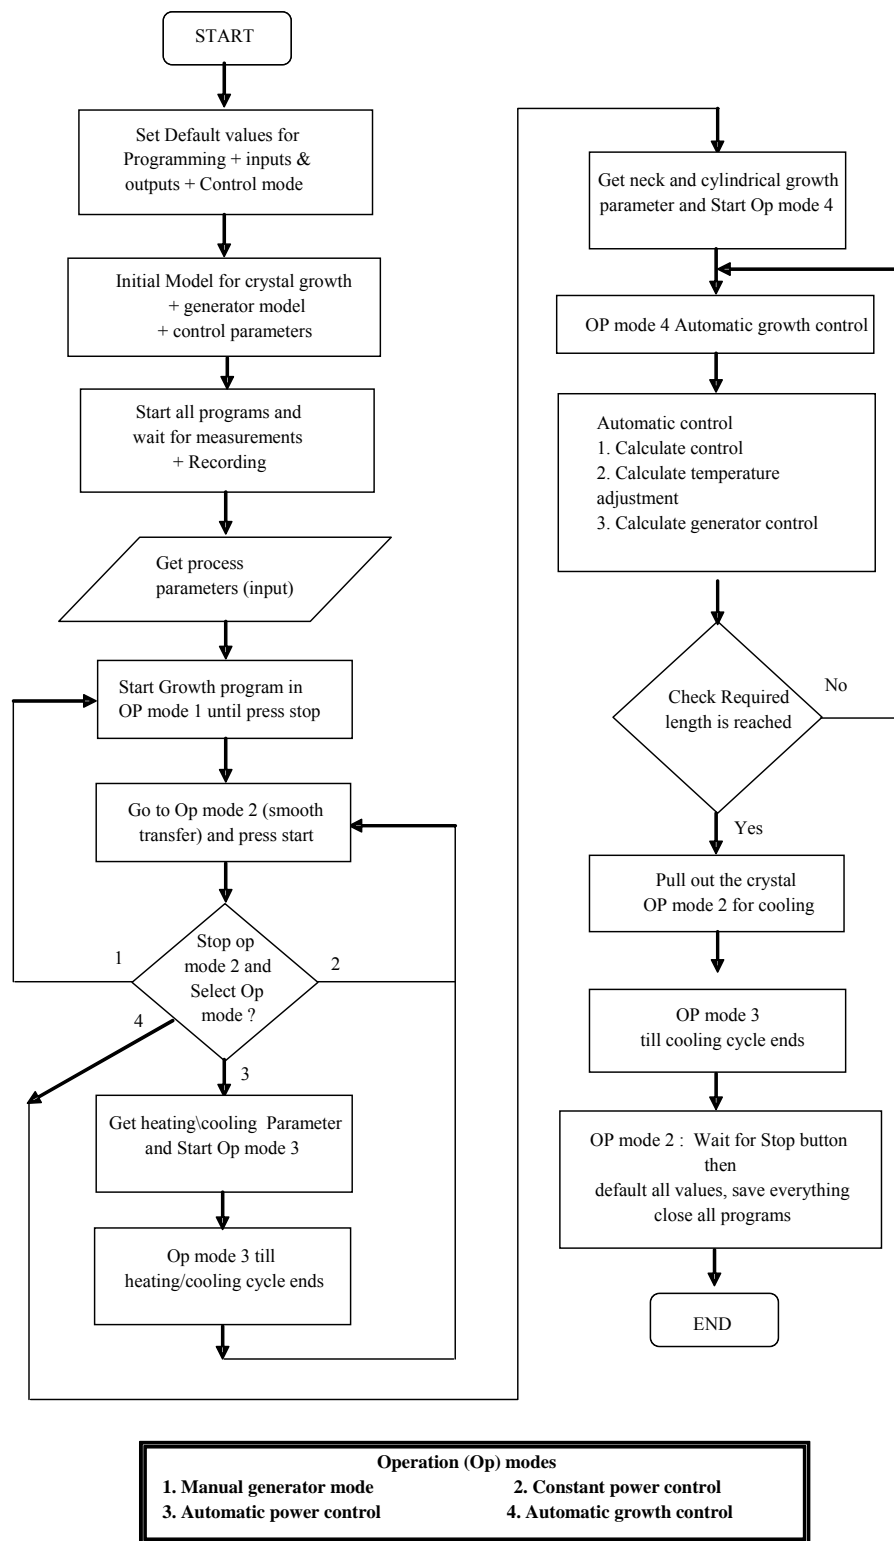 START
Set Default values for
Programming + inputs &
outputs + Control mode
Initial Model for crystal growth
+ generator model
+ control parameters
Start all programs and
wait for measurements
+ Recording
Get process
parameters (input)
Start Growth program in
OP mode 1 until press stop
Go to Op mode 2 (smooth
transfer) and press start
Stop op
mode 2 and
Select Op
mode ?
1
2
4
3
Get heating\cooling Parameter
and Start Op mode 3
Op mode 3 till
heating/cooling cycle ends
Get neck and cylindrical growth
parameter and Start Op mode 4
OP mode 4 Automatic growth control
Automatic control
1. Calculate control
2. Calculate temperature
adjustment
3. Calculate generator control
Check Required
length is reached
No
Yes
Pull out the crystal
OP mode 2 for cooling
OP mode 3
till cooling cycle ends
OP mode 2 : Wait for Stop button
then
default all values, save everything
close all programs
END
Operation (Op) modes
1. Manual generator mode 2. Constant power control
3. Automatic power control 4. Automatic growth control